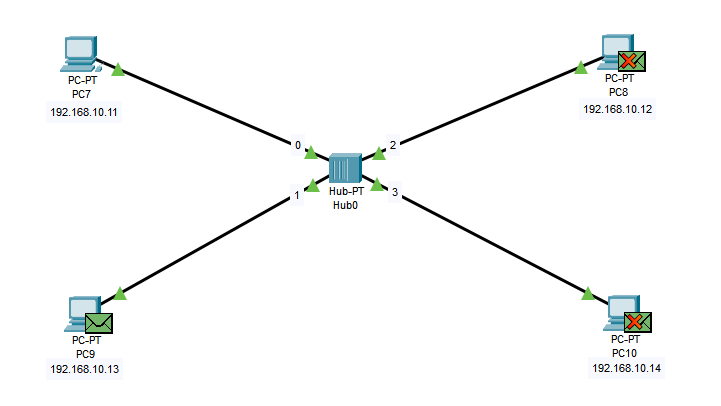 PC-PT
PC7
192.168.10.11
PC-PT
PC8
192.168.10.12
0
2
Hub-PT
Hub0
1
3
PC-PT
PC9
192.168.10.13
PC-PT
PC10
192.168.10.14